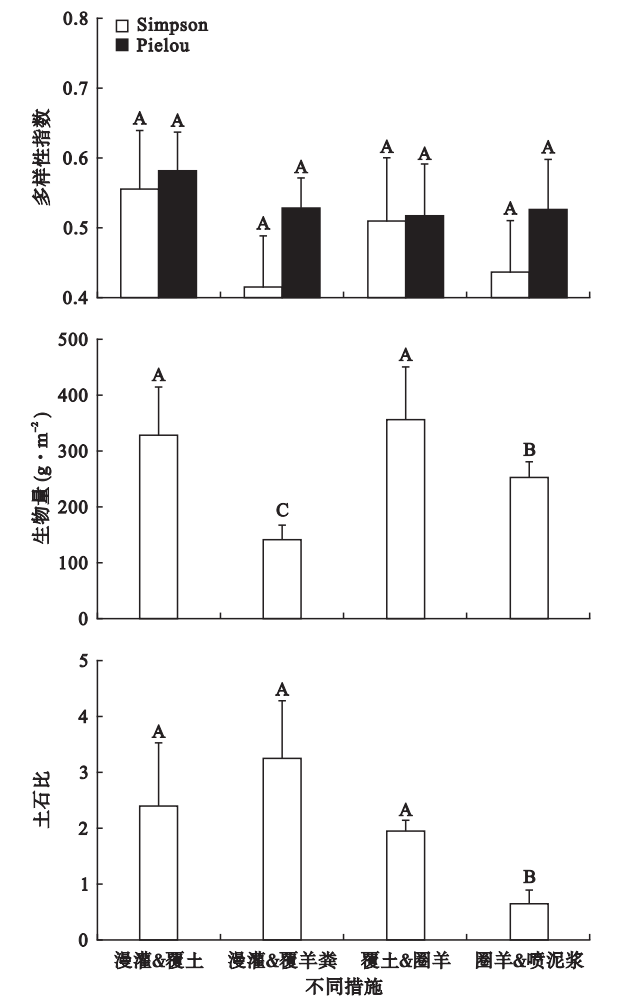 0.8
Simpson
Pielou
0.7
A A A A A A A A
0.6
多样性指数
0.5
0.4
500
A A
400
300
B
生物量(g·m⁻²)
C
200
100
0
5
A
4
A
3
土石比
A
2
B
1
0
漫灌&覆土 漫灌&覆羊粪 覆土&圈羊 圈羊&喷泥浆
不同措施